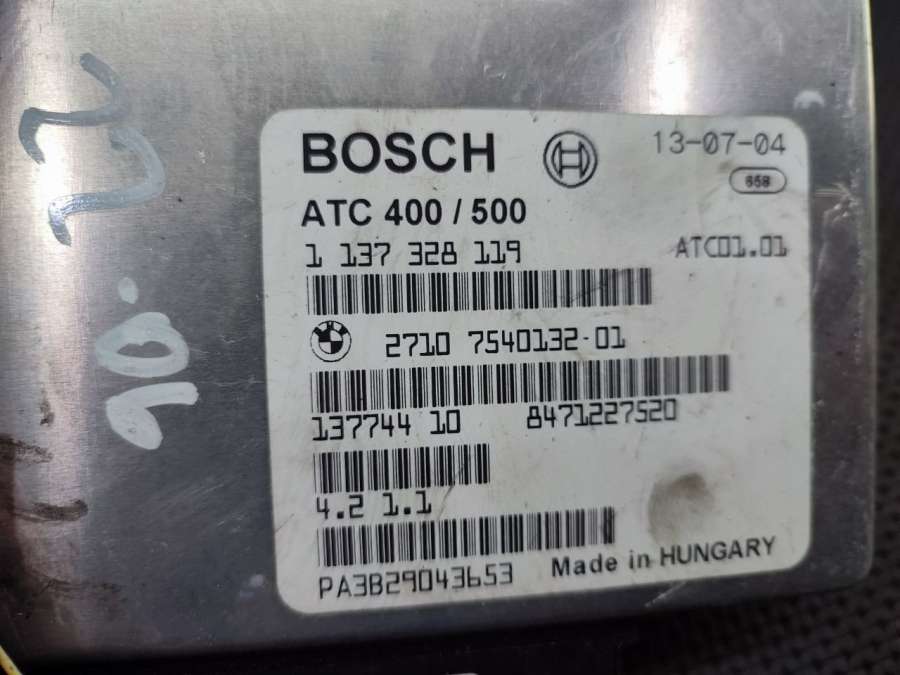 BOSCH
13-07-04
658
ATC 400 / 500
1 137 328 119
ATC01.01
2710 7540132-01
137744 10 8471227520
4.2 1.1
PA3B29043653
Made in HUNGARY